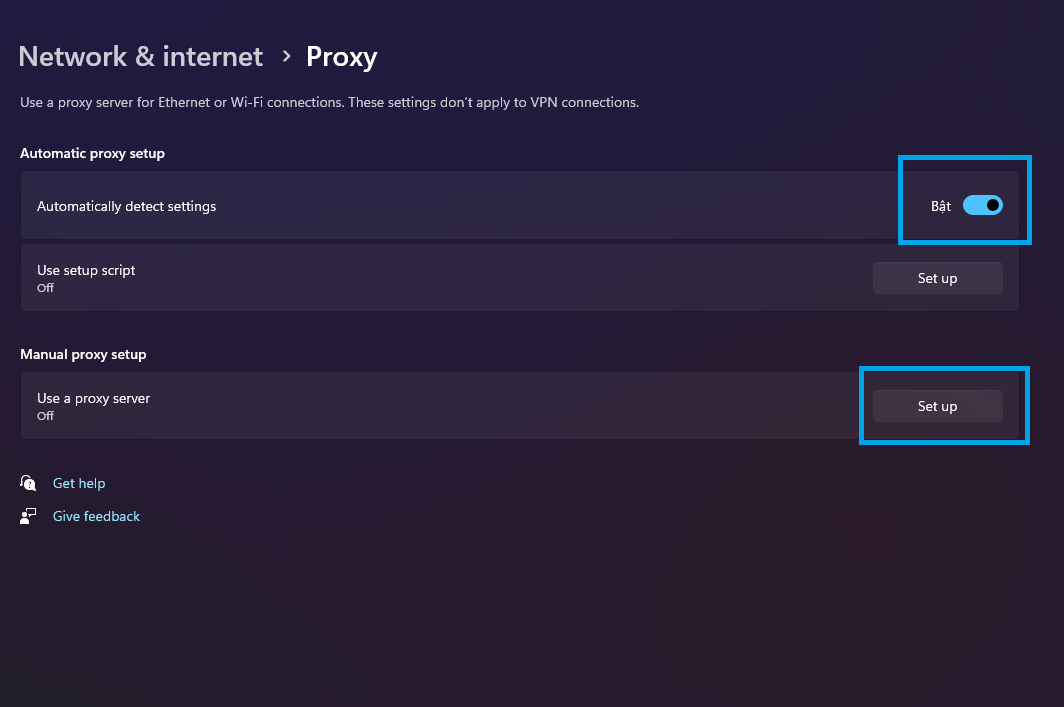 Network & internet > Proxy
Use a proxy server for Ethernet or Wi-Fi connections. These settings don't apply to VPN connections.
Automatic proxy setup
Automatically detect settings
Bật
Use setup script
Off
Set up
Manual proxy setup
Use a proxy server
Off
Set up
Get help
Give feedback